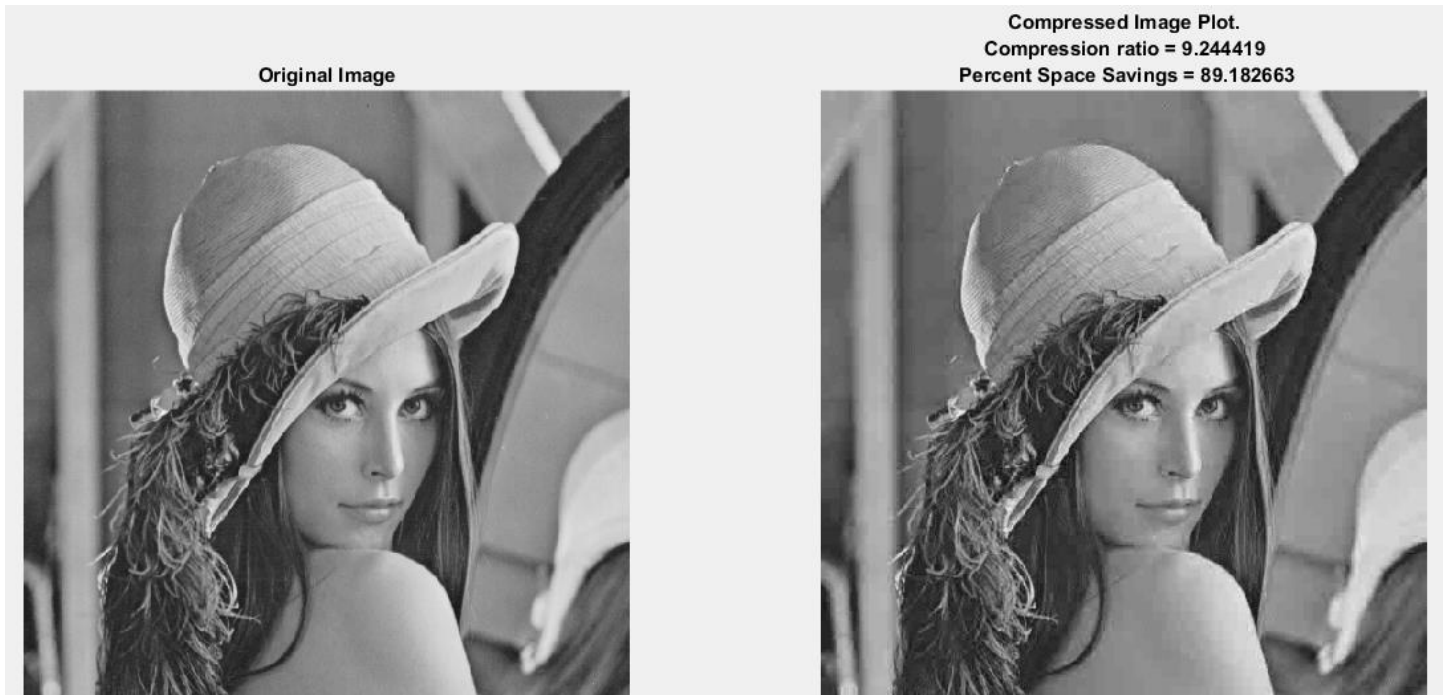 Original Image
Compressed Image Plot.
Compression ratio = 9.244419
Percent Space Savings = 89.182663